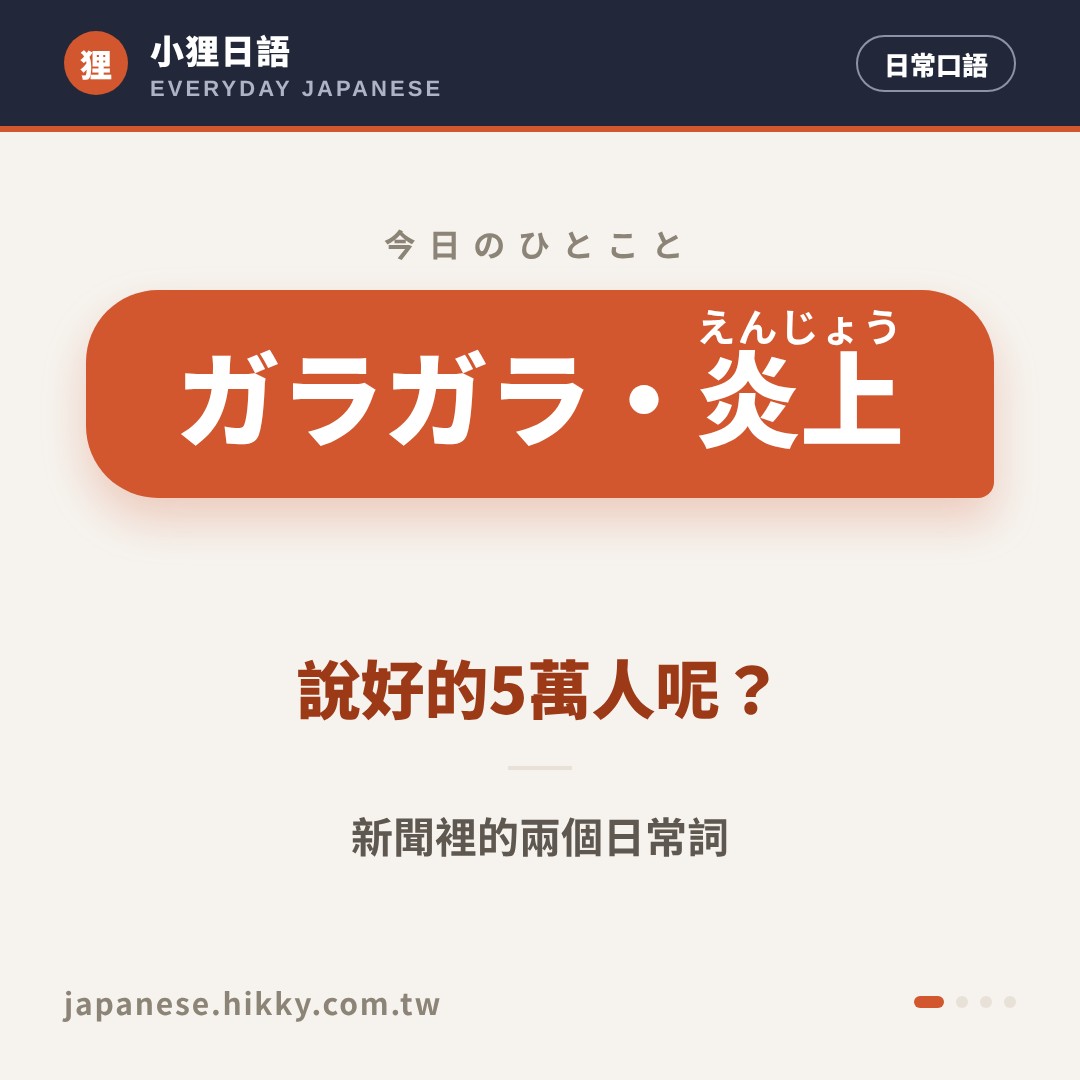 狸
小狸日語
EVERYDAY JAPANESE
日常口語
今日のひとこと
えんじょう
ガラガラ・炎上
說好的5萬人呢？
新聞裡的兩個日常詞
japanese.hikky.com.tw